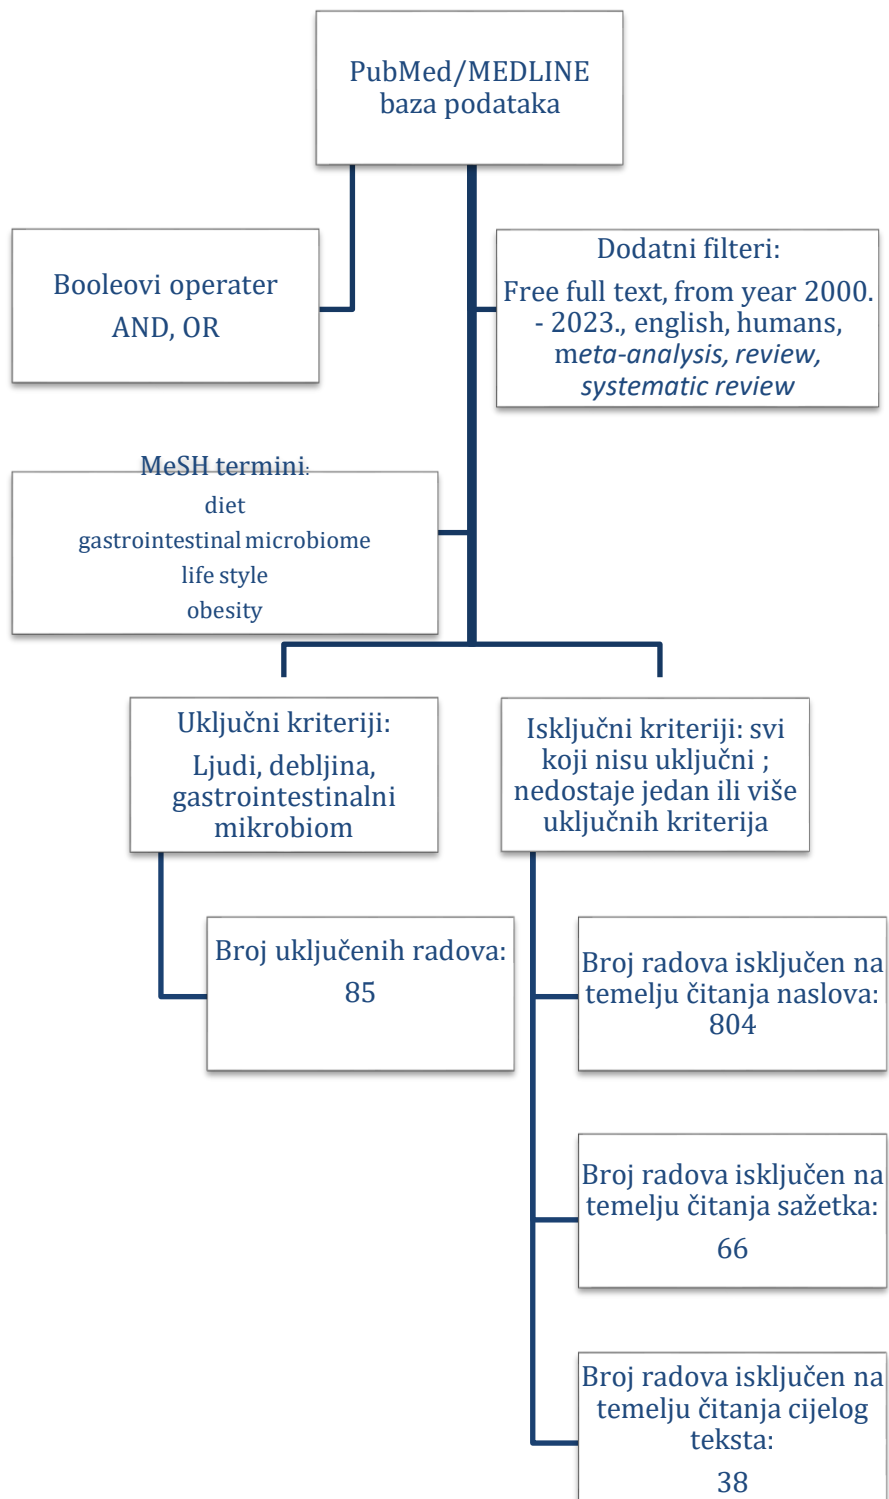 PubMed/MEDLINE
baza podataka
Booleovi operater
AND, OR
Dodatni filteri:
Free full text, from year 2000.
- 2023., english, humans,
meta-analysis, review,
systematic review
MeSH termini:
diet
gastrointestinal microbiome
life style
obesity
Uključni kriteriji:
Ljudi, debljina,
gastrointestinalni
mikrobiom
Isključni kriteriji: svi
koji nisu uključni ;
nedostaje jedan ili više
uključnih kriterija
Broj uključenih radova:
85
Broj radova isključen na
temelju čitanja naslova:
804
Broj radova isključen na
temelju čitanja sažetka:
66
Broj radova isključen na
temelju čitanja cijelog
teksta:
38